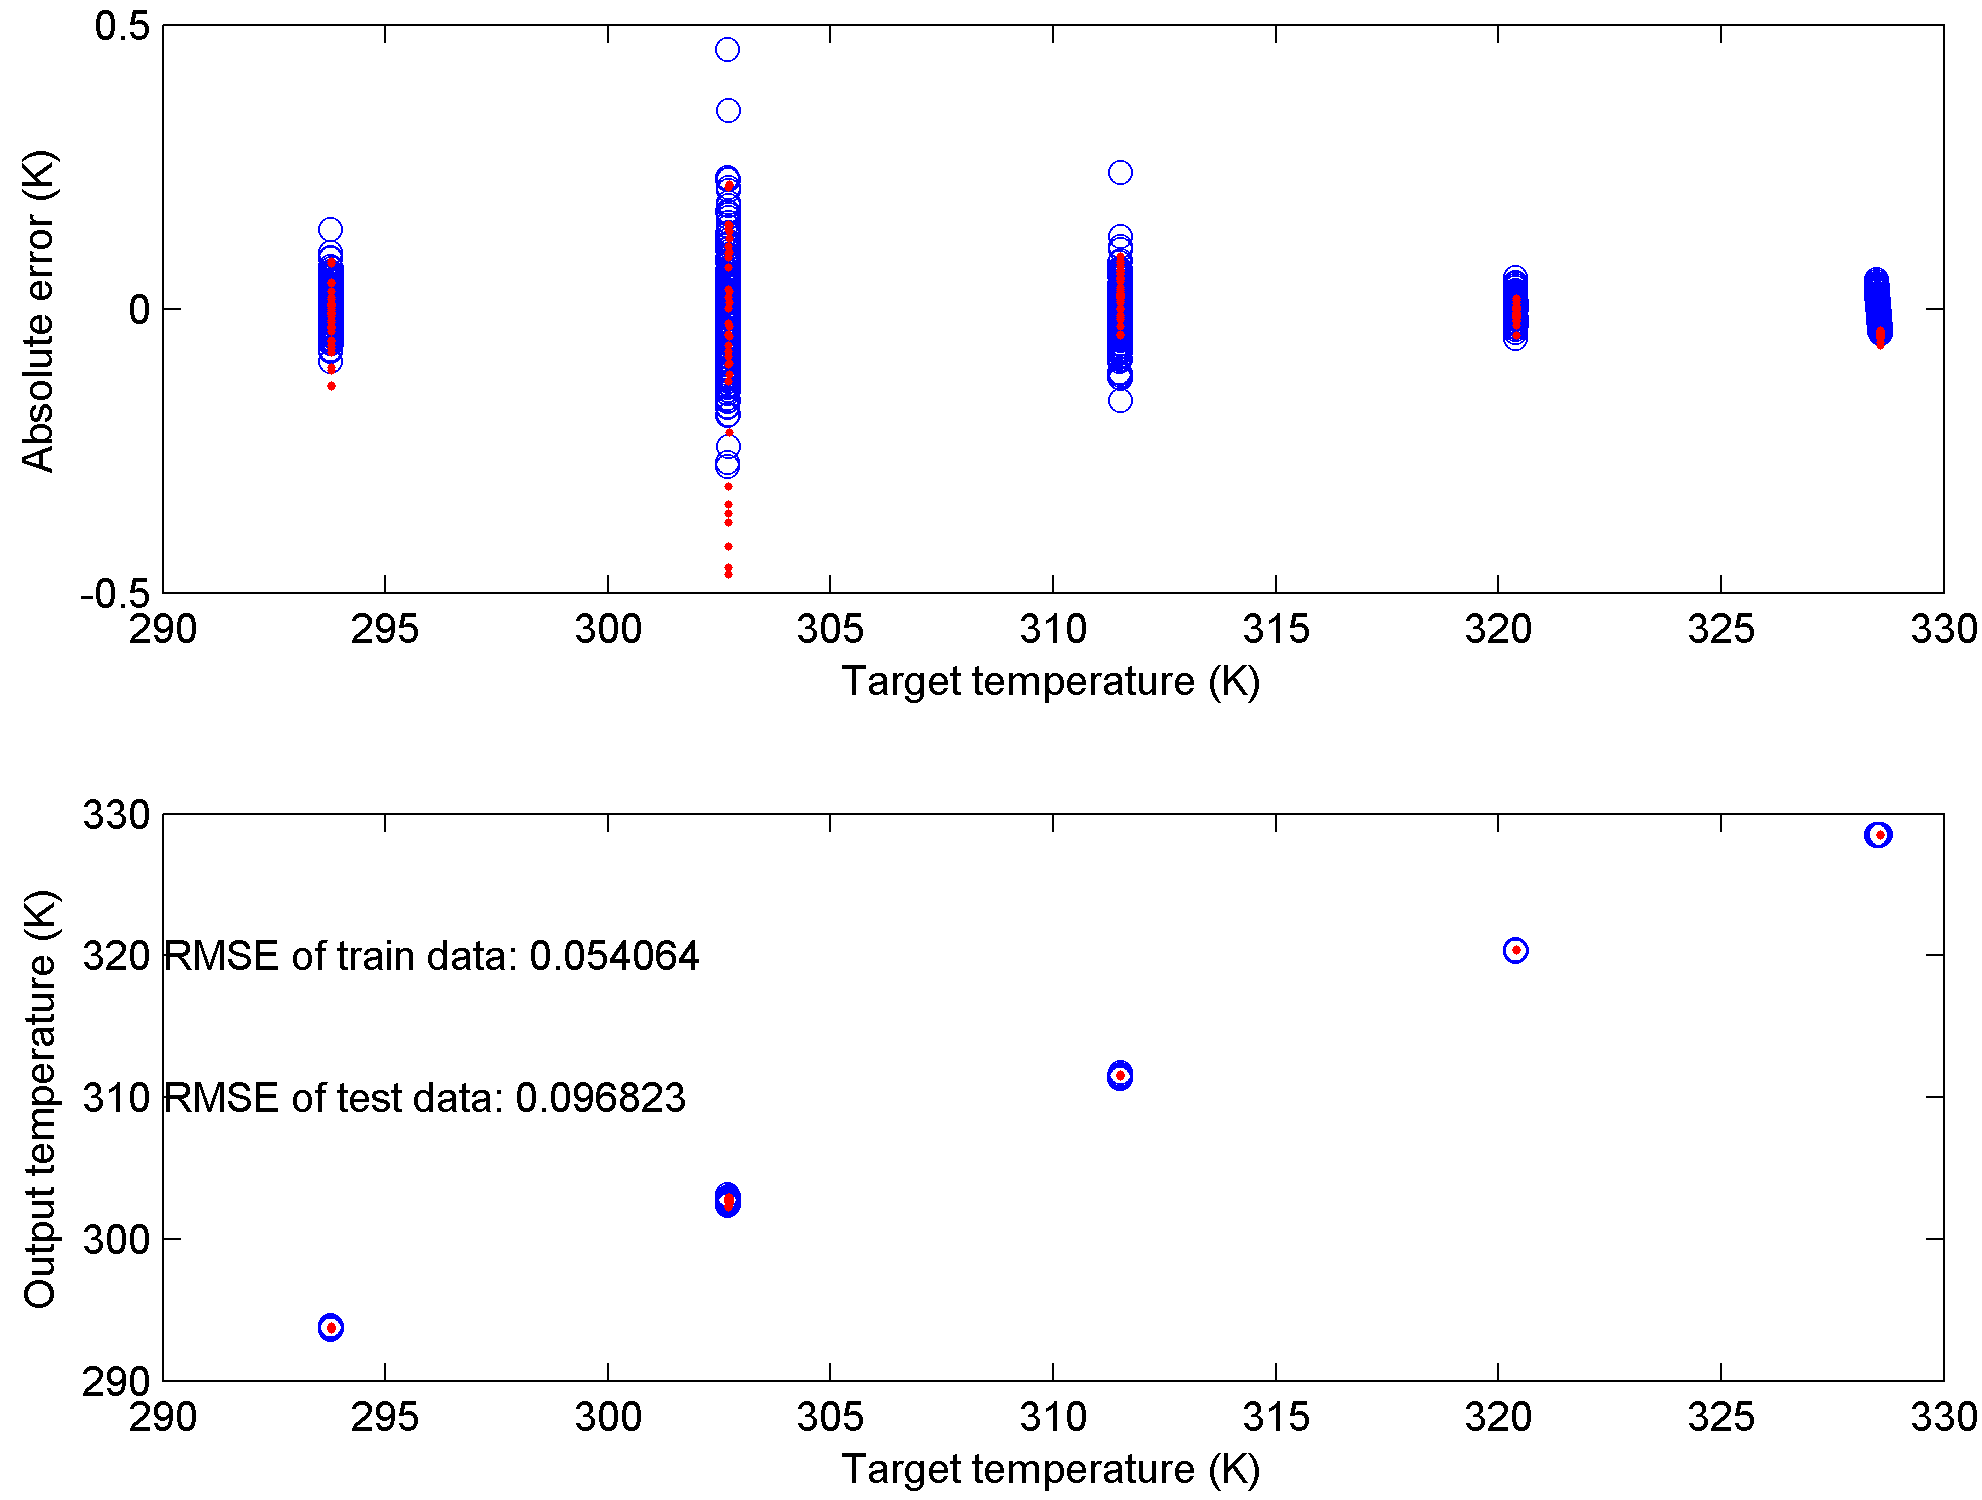 0.5
0
-0.5
Absolute error (K)
290 295 300 305 310 315 320 325 330
Target temperature (K)
330
320
310
300
290
Output temperature (K)
RMSE of train data: 0.054064
RMSE of test data: 0.096823
290 295 300 305 310 315 320 325 330
Target temperature (K)